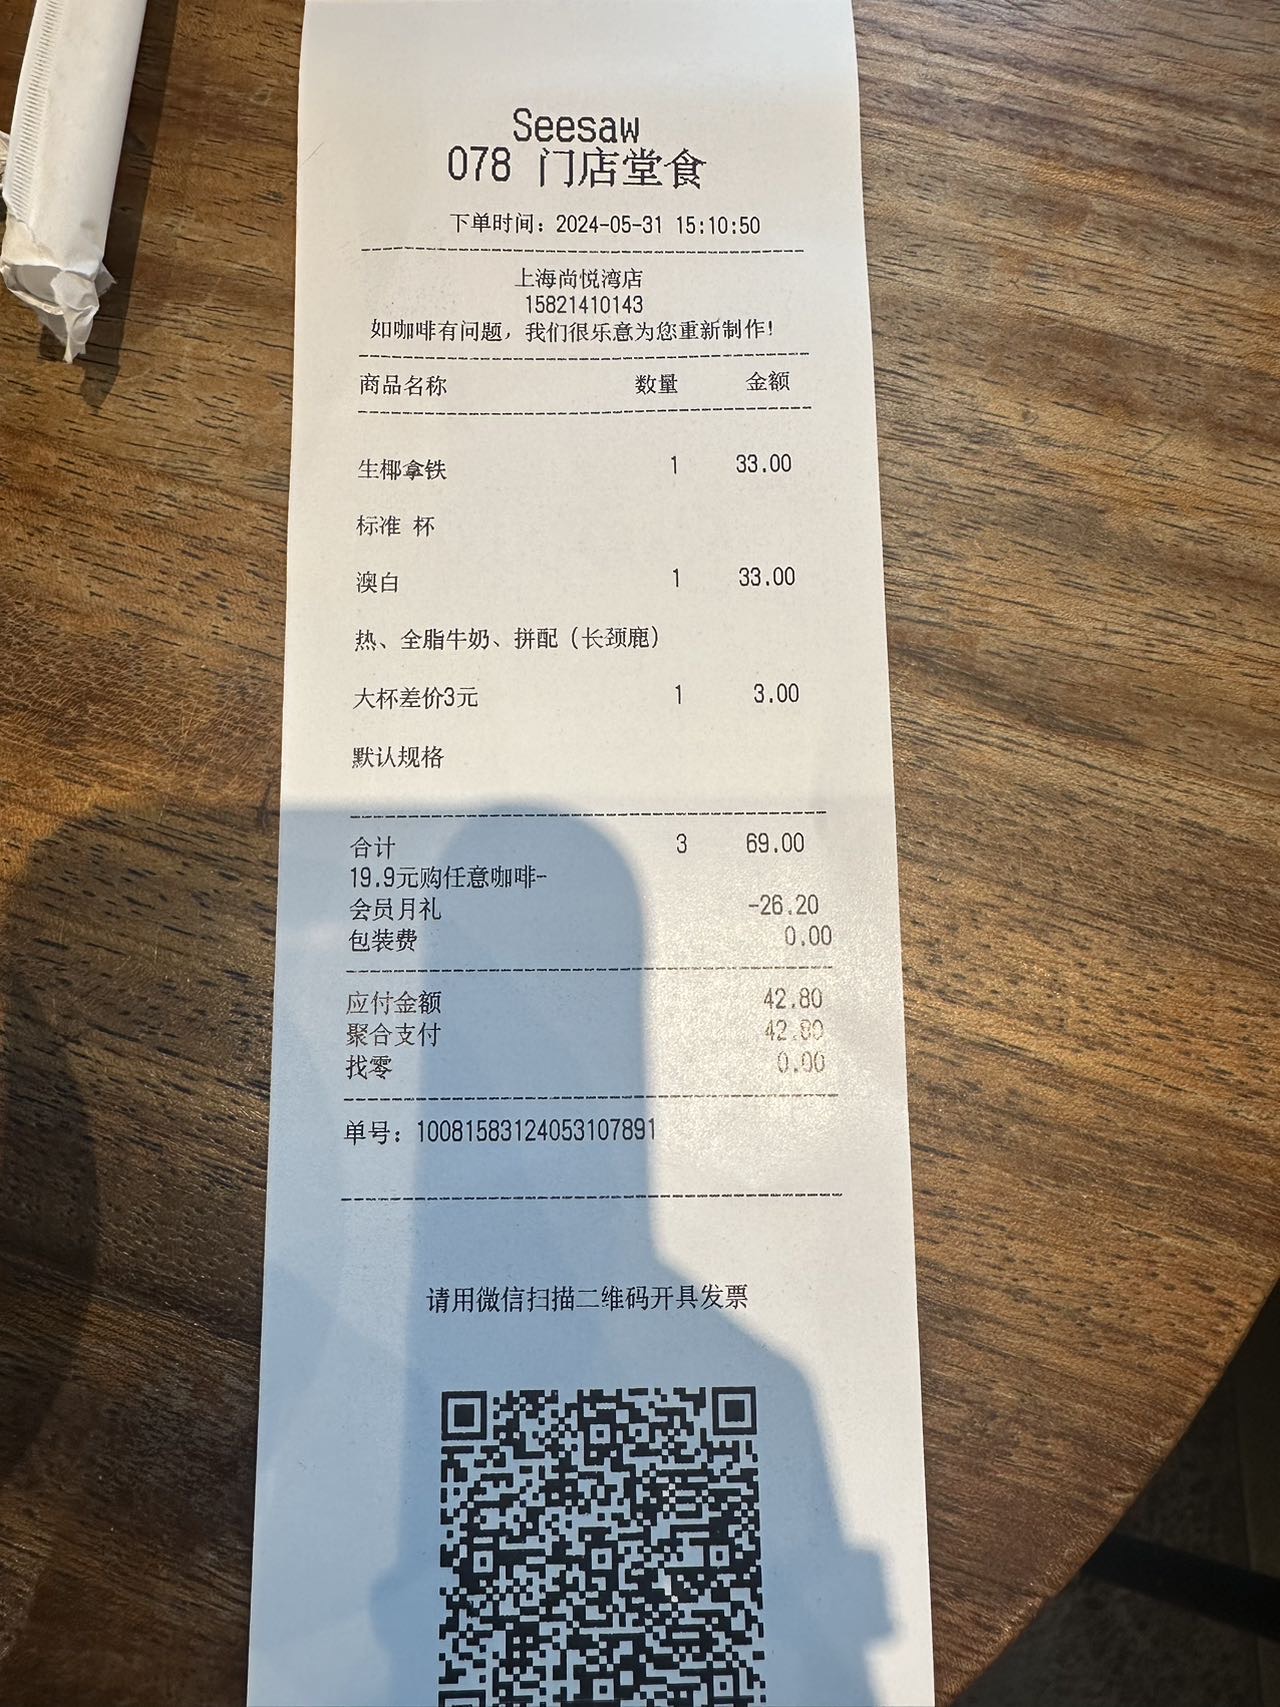 Seesaw
078 门店堂食
下单时间：2024-05-31 15:10:50
上海尚悦湾店
15821410143
如咖啡有问题，我们很乐意为您重新制作！
商品名称 数量 金额
生椰拿铁 1 33.00
标准 杯
澳白 1 33.00
热、全脂牛奶、拼配（长颈鹿）
大杯差价3元 1 3.00
默认规格
合计 3 69.00
19.9元购任意咖啡-
会员月礼 -26.20
包装费 0.00
应付金额 42.80
聚合支付 42.80
找零 0.00
单号：10081583124053107891
请用微信扫描二维码开具发票